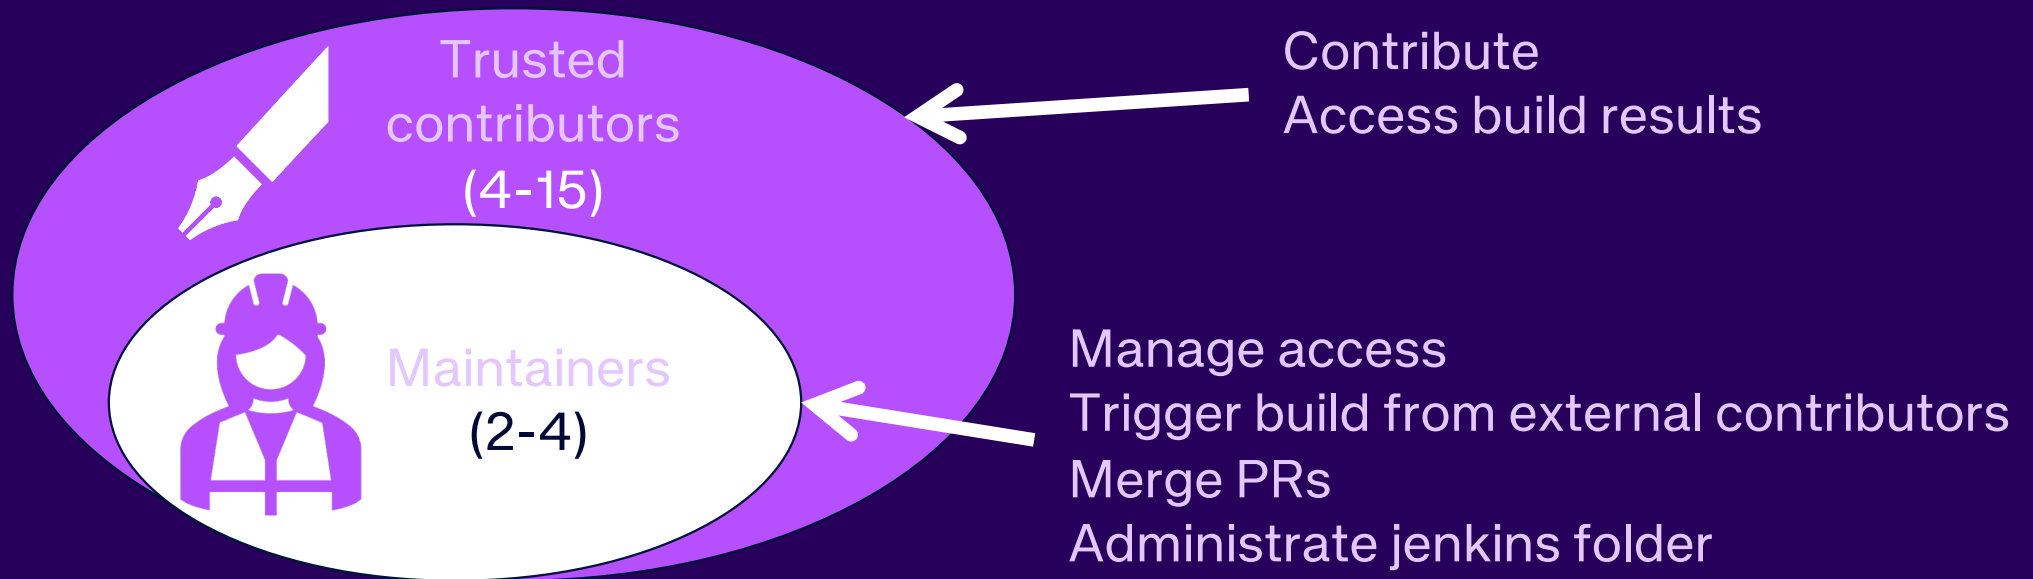 Trusted
contributors
(4-15)
Contribute
Access build results
Maintainers
(2-4)
Manage access
Trigger build from external contributors
Merge PRs
Administrate jenkins folder